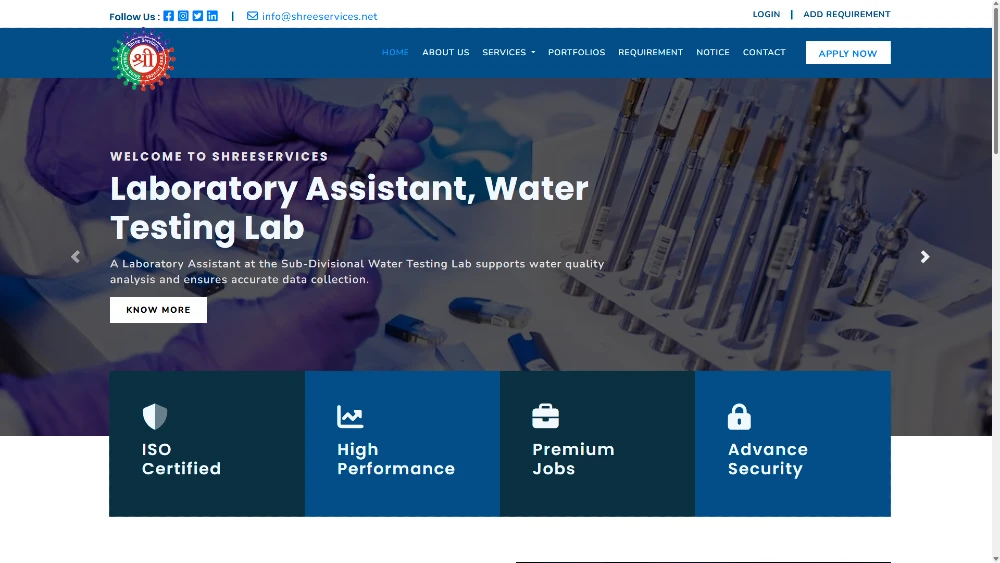 Follow Us :
info@shreeservices.net
LOGIN
ADD REQUIREMENT
श्री
HOME
ABOUT US
SERVICES
PORTFOLIOS
REQUIREMENT
NOTICE
CONTACT
APPLY NOW
WELCOME TO SHREESERVICES
Laboratory Assistant, Water
Testing Lab
A Laboratory Assistant at the Sub-Divisional Water Testing Lab supports water quality
analysis and ensures accurate data collection.
KNOW MORE
ISO
Certified
High
Performance
Premium
Jobs
Advance
Security